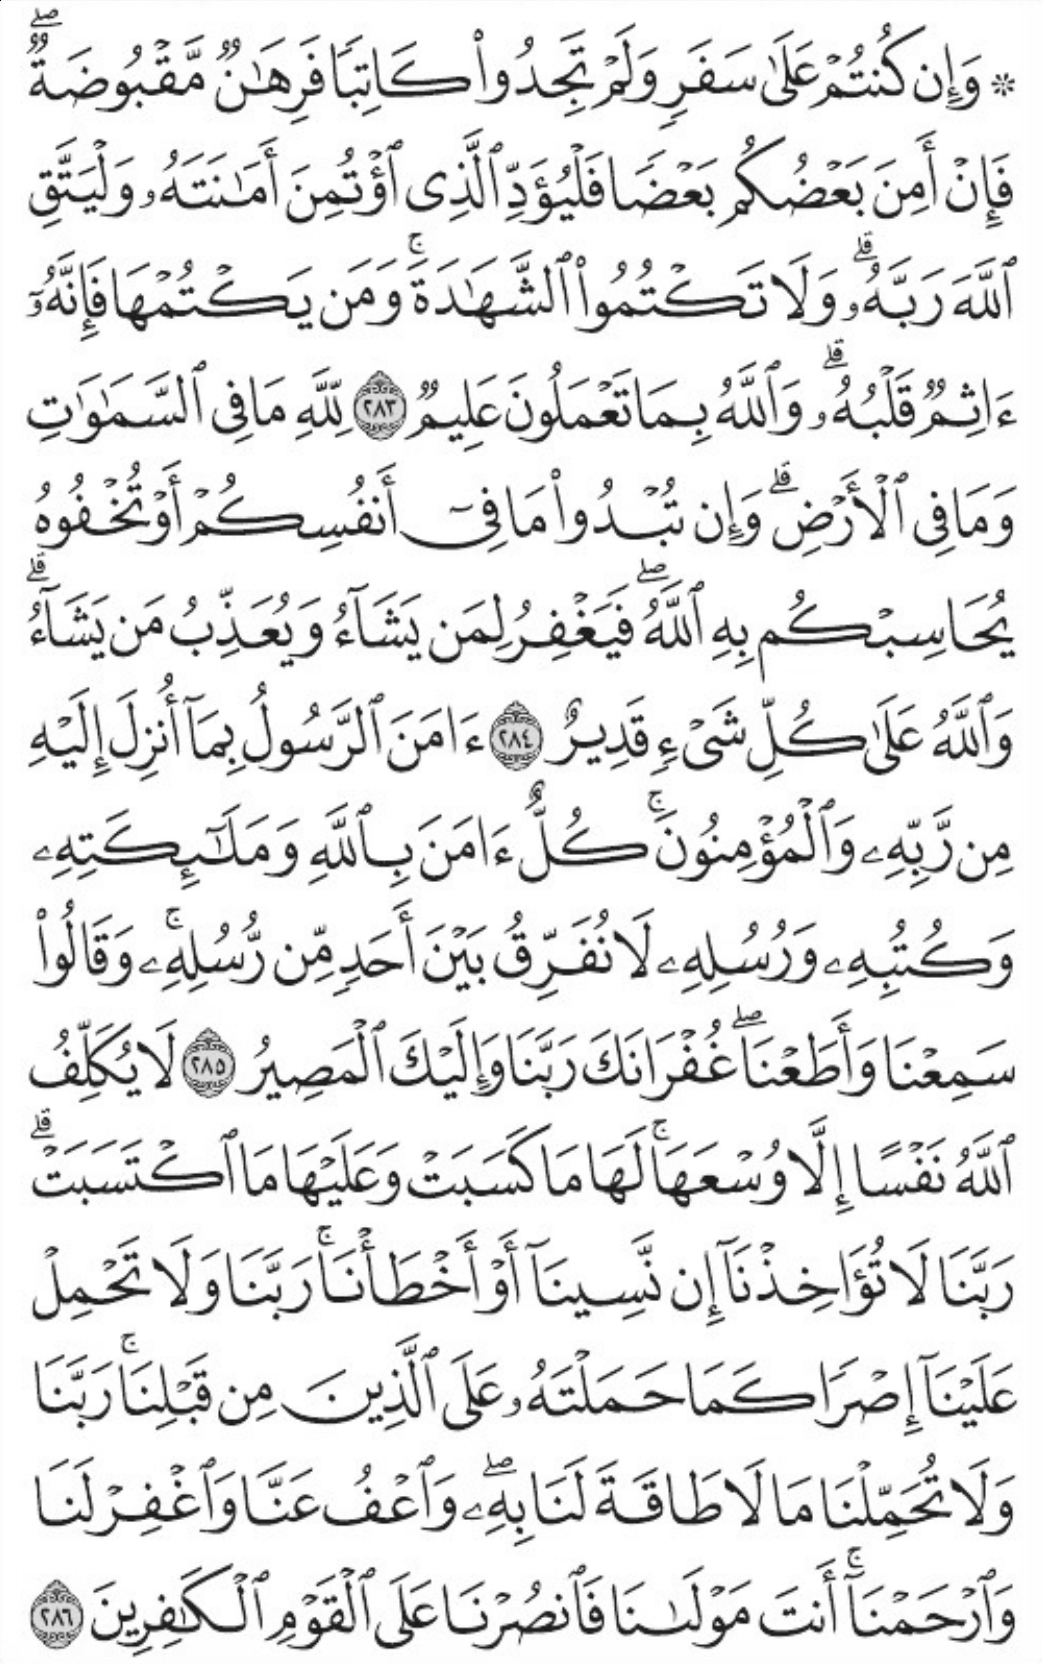 ۞ وَإِن كُنتُمْ عَلَىٰ سَفَرٍ وَلَمْ تَجِدُوا۟ كَاتِبًا فَرِهَـٰنٌ مَّقْبُوضَةٌ ۖ
فَإِنْ أَمِنَ بَعْضُكُم بَعْضًا فَلْيُؤَدِّ ٱلَّذِى ٱؤْتُمِنَ أَمَـٰنَتَهُۥ وَلْيَتَّقِ
ٱللَّهَ رَبَّهُۥ ۗ وَلَا تَكْتُمُوا۟ ٱلشَّهَـٰدَةَ ۚ وَمَن يَكْتُمْهَا فَإِنَّهُۥٓ
ءَاثِمٌ قَلْبُهُۥ ۗ وَٱللَّهُ بِمَا تَعْمَلُونَ عَلِيمٌ ٢٨٣ لِّلَّهِ مَا فِى ٱلسَّمَـٰوَٰتِ
وَمَا فِى ٱلْأَرْضِ ۗ وَإِن تُبْدُوا۟ مَا فِىٓ أَنفُسِكُمْ أَوْ تُخْفُوهُ
يُحَاسِبْكُم بِهِ ٱللَّهُ ۖ فَيَغْفِرُ لِمَن يَشَآءُ وَيُعَذِّبُ مَن يَشَآءُ ۗ
وَٱللَّهُ عَلَىٰ كُلِّ شَىْءٍ قَدِيرٌ ٢٨٤ ءَامَنَ ٱلرَّسُولُ بِمَآ أُنزِلَ إِلَيْهِ
مِن رَّبِّهِۦ وَٱلْمُؤْمِنُونَ ۚ كُلٌّ ءَامَنَ بِٱللَّهِ وَمَلَـٰٓئِكَتِهِۦ
وَكُتُبِهِۦ وَرُسُلِهِۦ لَا نُفَرِّقُ بَيْنَ أَحَدٍ مِّن رُّسُلِهِۦ ۚ وَقَالُوا۟
سَمِعْنَا وَأَطَعْنَا ۖ غُفْرَانَكَ رَبَّنَا وَإِلَيْكَ ٱلْمَصِيرُ ٢٨٥ لَا يُكَلِّفُ
ٱللَّهُ نَفْسًا إِلَّا وُسْعَهَا ۚ لَهَا مَا كَسَبَتْ وَعَلَيْهَا مَا ٱكْتَسَبَتْ ۗ
رَبَّنَا لَا تُؤَاخِذْنَآ إِن نَّسِينَآ أَوْ أَخْطَأْنَا ۚ رَبَّنَا وَلَا تَحْمِلْ
عَلَيْنَآ إِصْرًا كَمَا حَمَلْتَهُۥ عَلَى ٱلَّذِينَ مِن قَبْلِنَا ۚ رَبَّنَا
وَلَا تُحَمِّلْنَا مَا لَا طَاقَةَ لَنَا بِهِۦ ۖ وَٱعْفُ عَنَّا وَٱغْفِرْ لَنَا
وَٱرْحَمْنَآ ۚ أَنتَ مَوْلَىٰنَا فَٱنصُرْنَا عَلَى ٱلْقَوْمِ ٱلْكَـٰفِرِينَ ٢٨٦